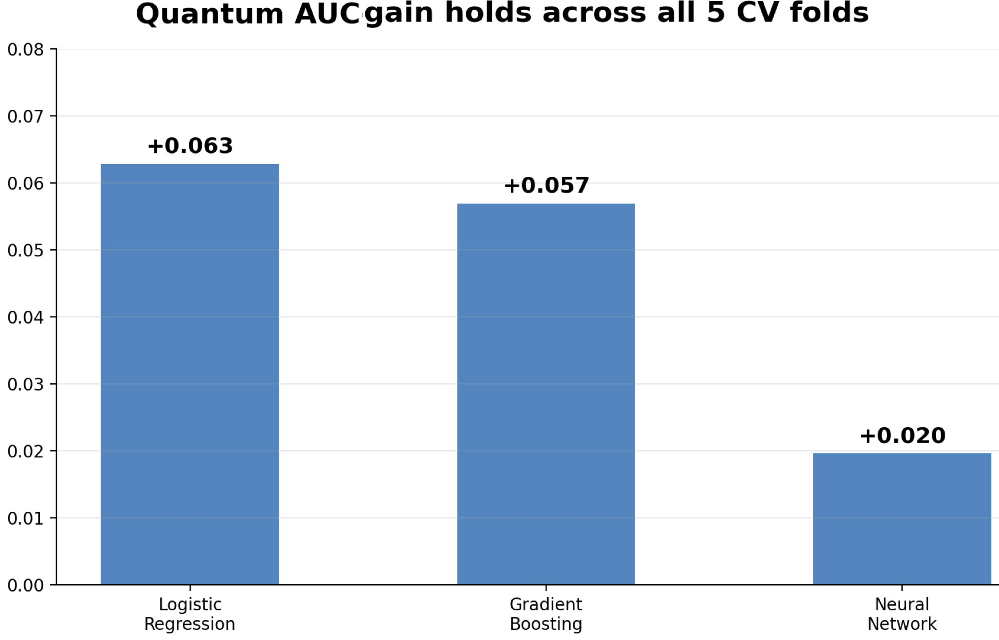 Quantum AUC gain holds across all 5 CV folds
0.08
0.07
+0.063
0.06
+0.057
0.05
0.04
0.03
+0.020
0.02
0.01
0.00
Logistic
Regression
Gradient
Boosting
Neural
Network